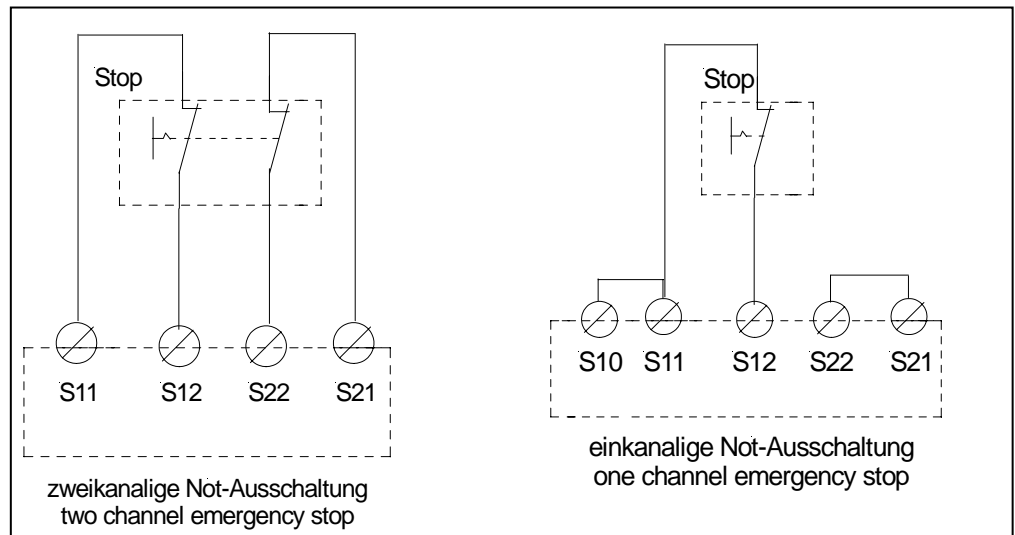 Stop
S11 S12 S22 S21
zweikanalige Not-Ausschaltung
two channel emergency stop
Stop
S10 S11 S12 S22 S21
einkanalige Not-Ausschaltung
one channel emergency stop